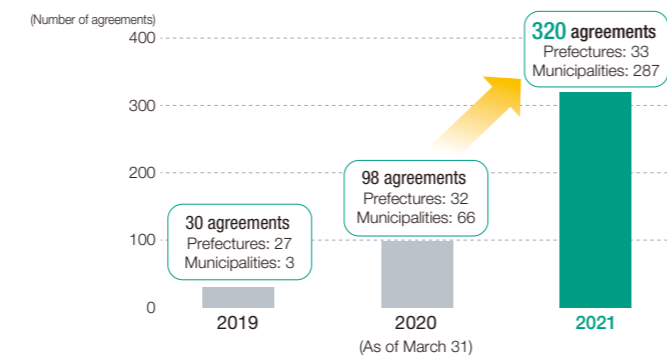 (Number of agreements)
400
300
200
100
0
30 agreements
Prefectures: 27
Municipalities: 3
98 agreements
Prefectures: 32
Municipalities: 66
320 agreements
Prefectures: 33
Municipalities: 287
2019
2020
2021
(As of March 31)